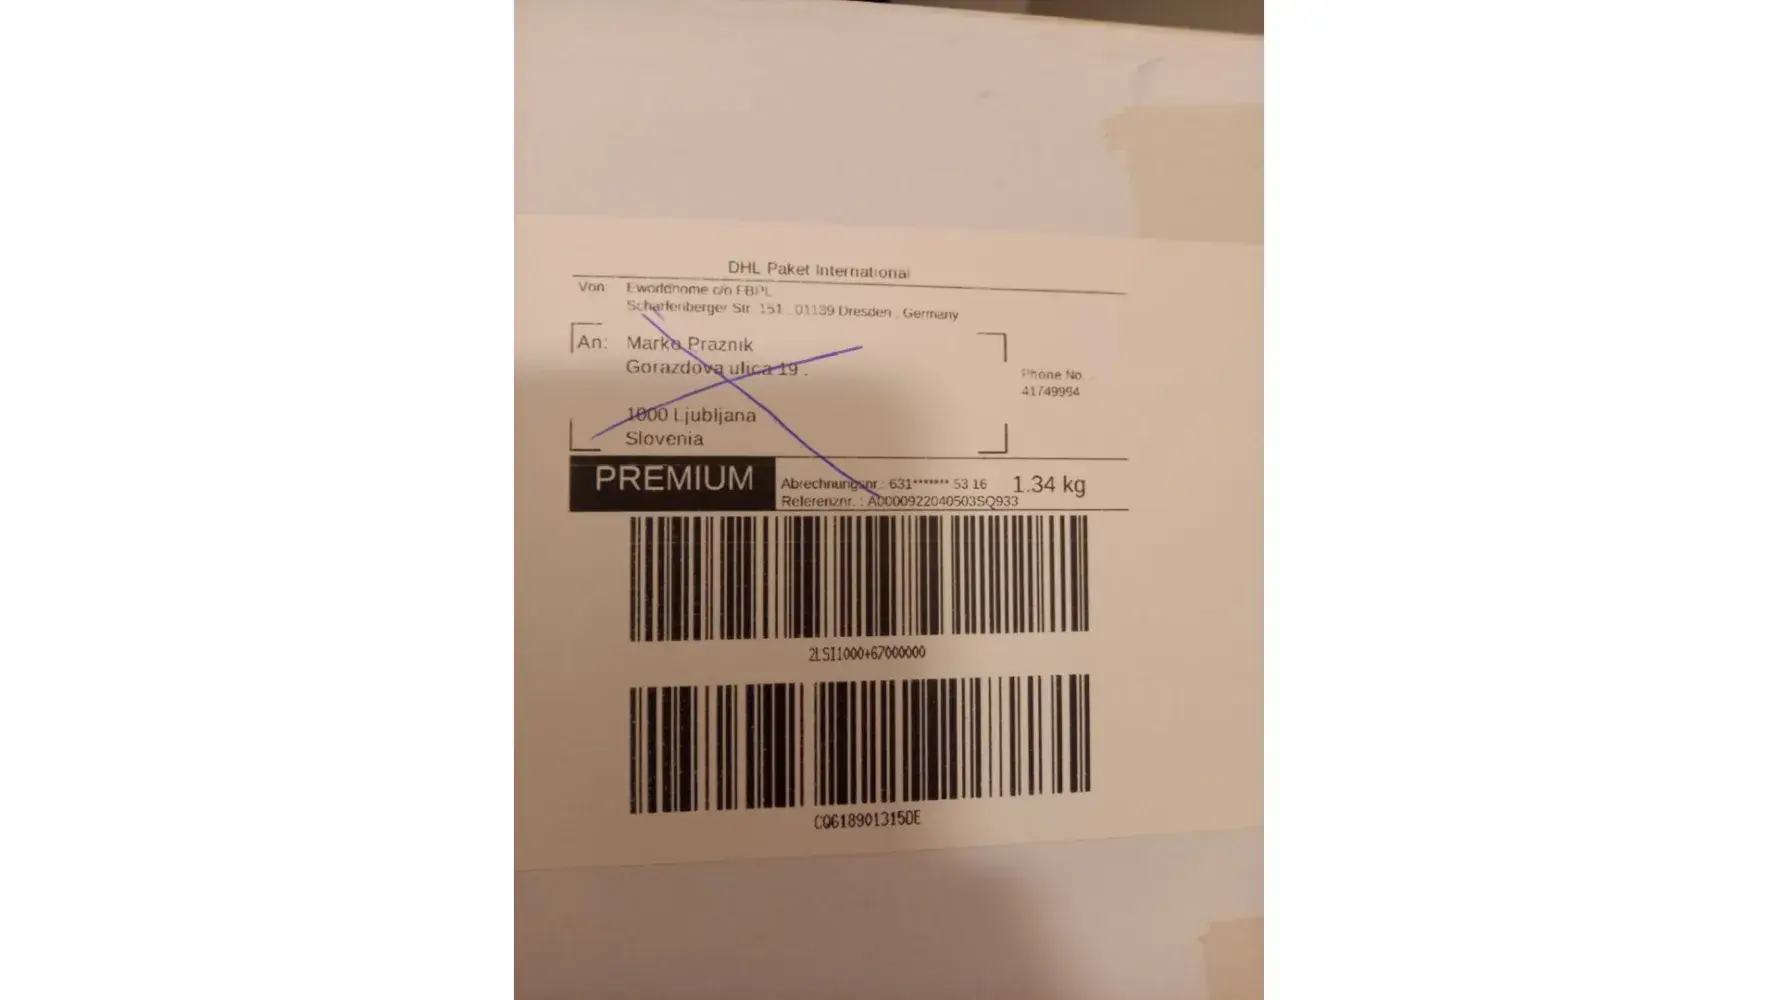 DHL Paket International
Von: Eworldhome c/o FBPL
Scharfenberger Str. 151 . 01139 Dresden . Germany
An: Marko Praznik
Gorazdova ulica 19 .
Phone No. :
41749994
1000 Ljubljana
Slovenia
PREMIUM
Abrechnungsnr.: 631******* 53 16
1.34 kg
Referenznr. : A0000922040503SQ933
2LSI1000+67000000
CQ618901315DE